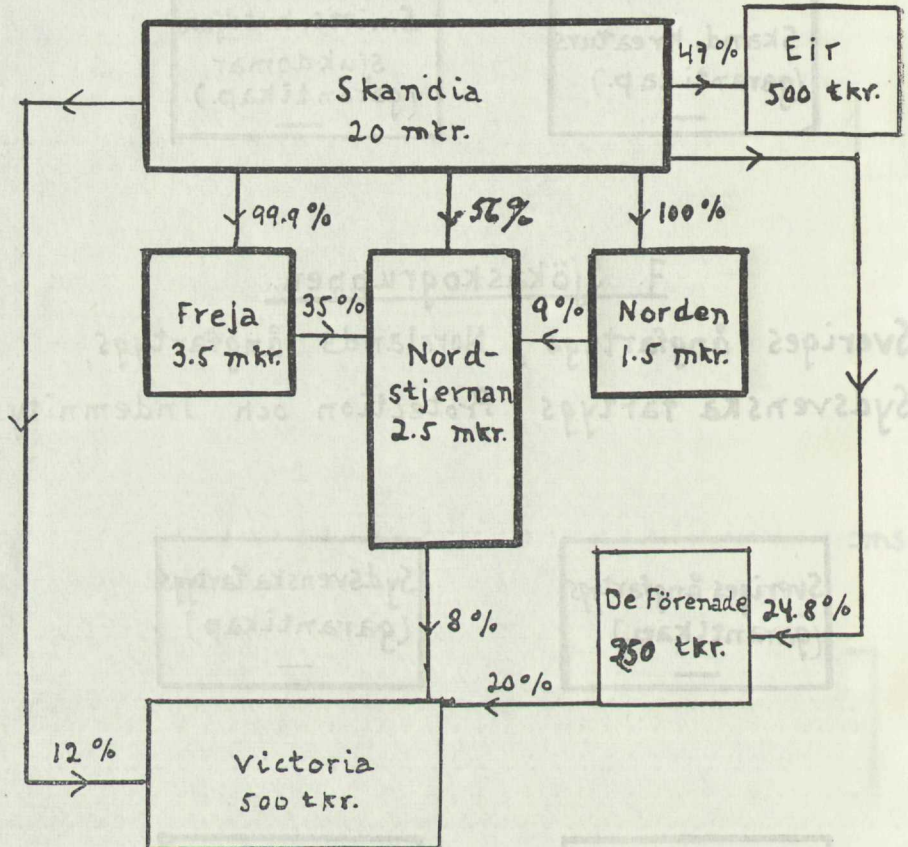 Skandia
20 mkr.
47%
Eir
500 tkr.
99.9%
56%
100%
Freja
3.5 mkr.
35%
Nord-
stjernan
2.5 mkr.
9%
Norden
1.5 mkr.
De Förenade
tkr.
24.8%
8%
20%
12%
Victoria
500 tkr.